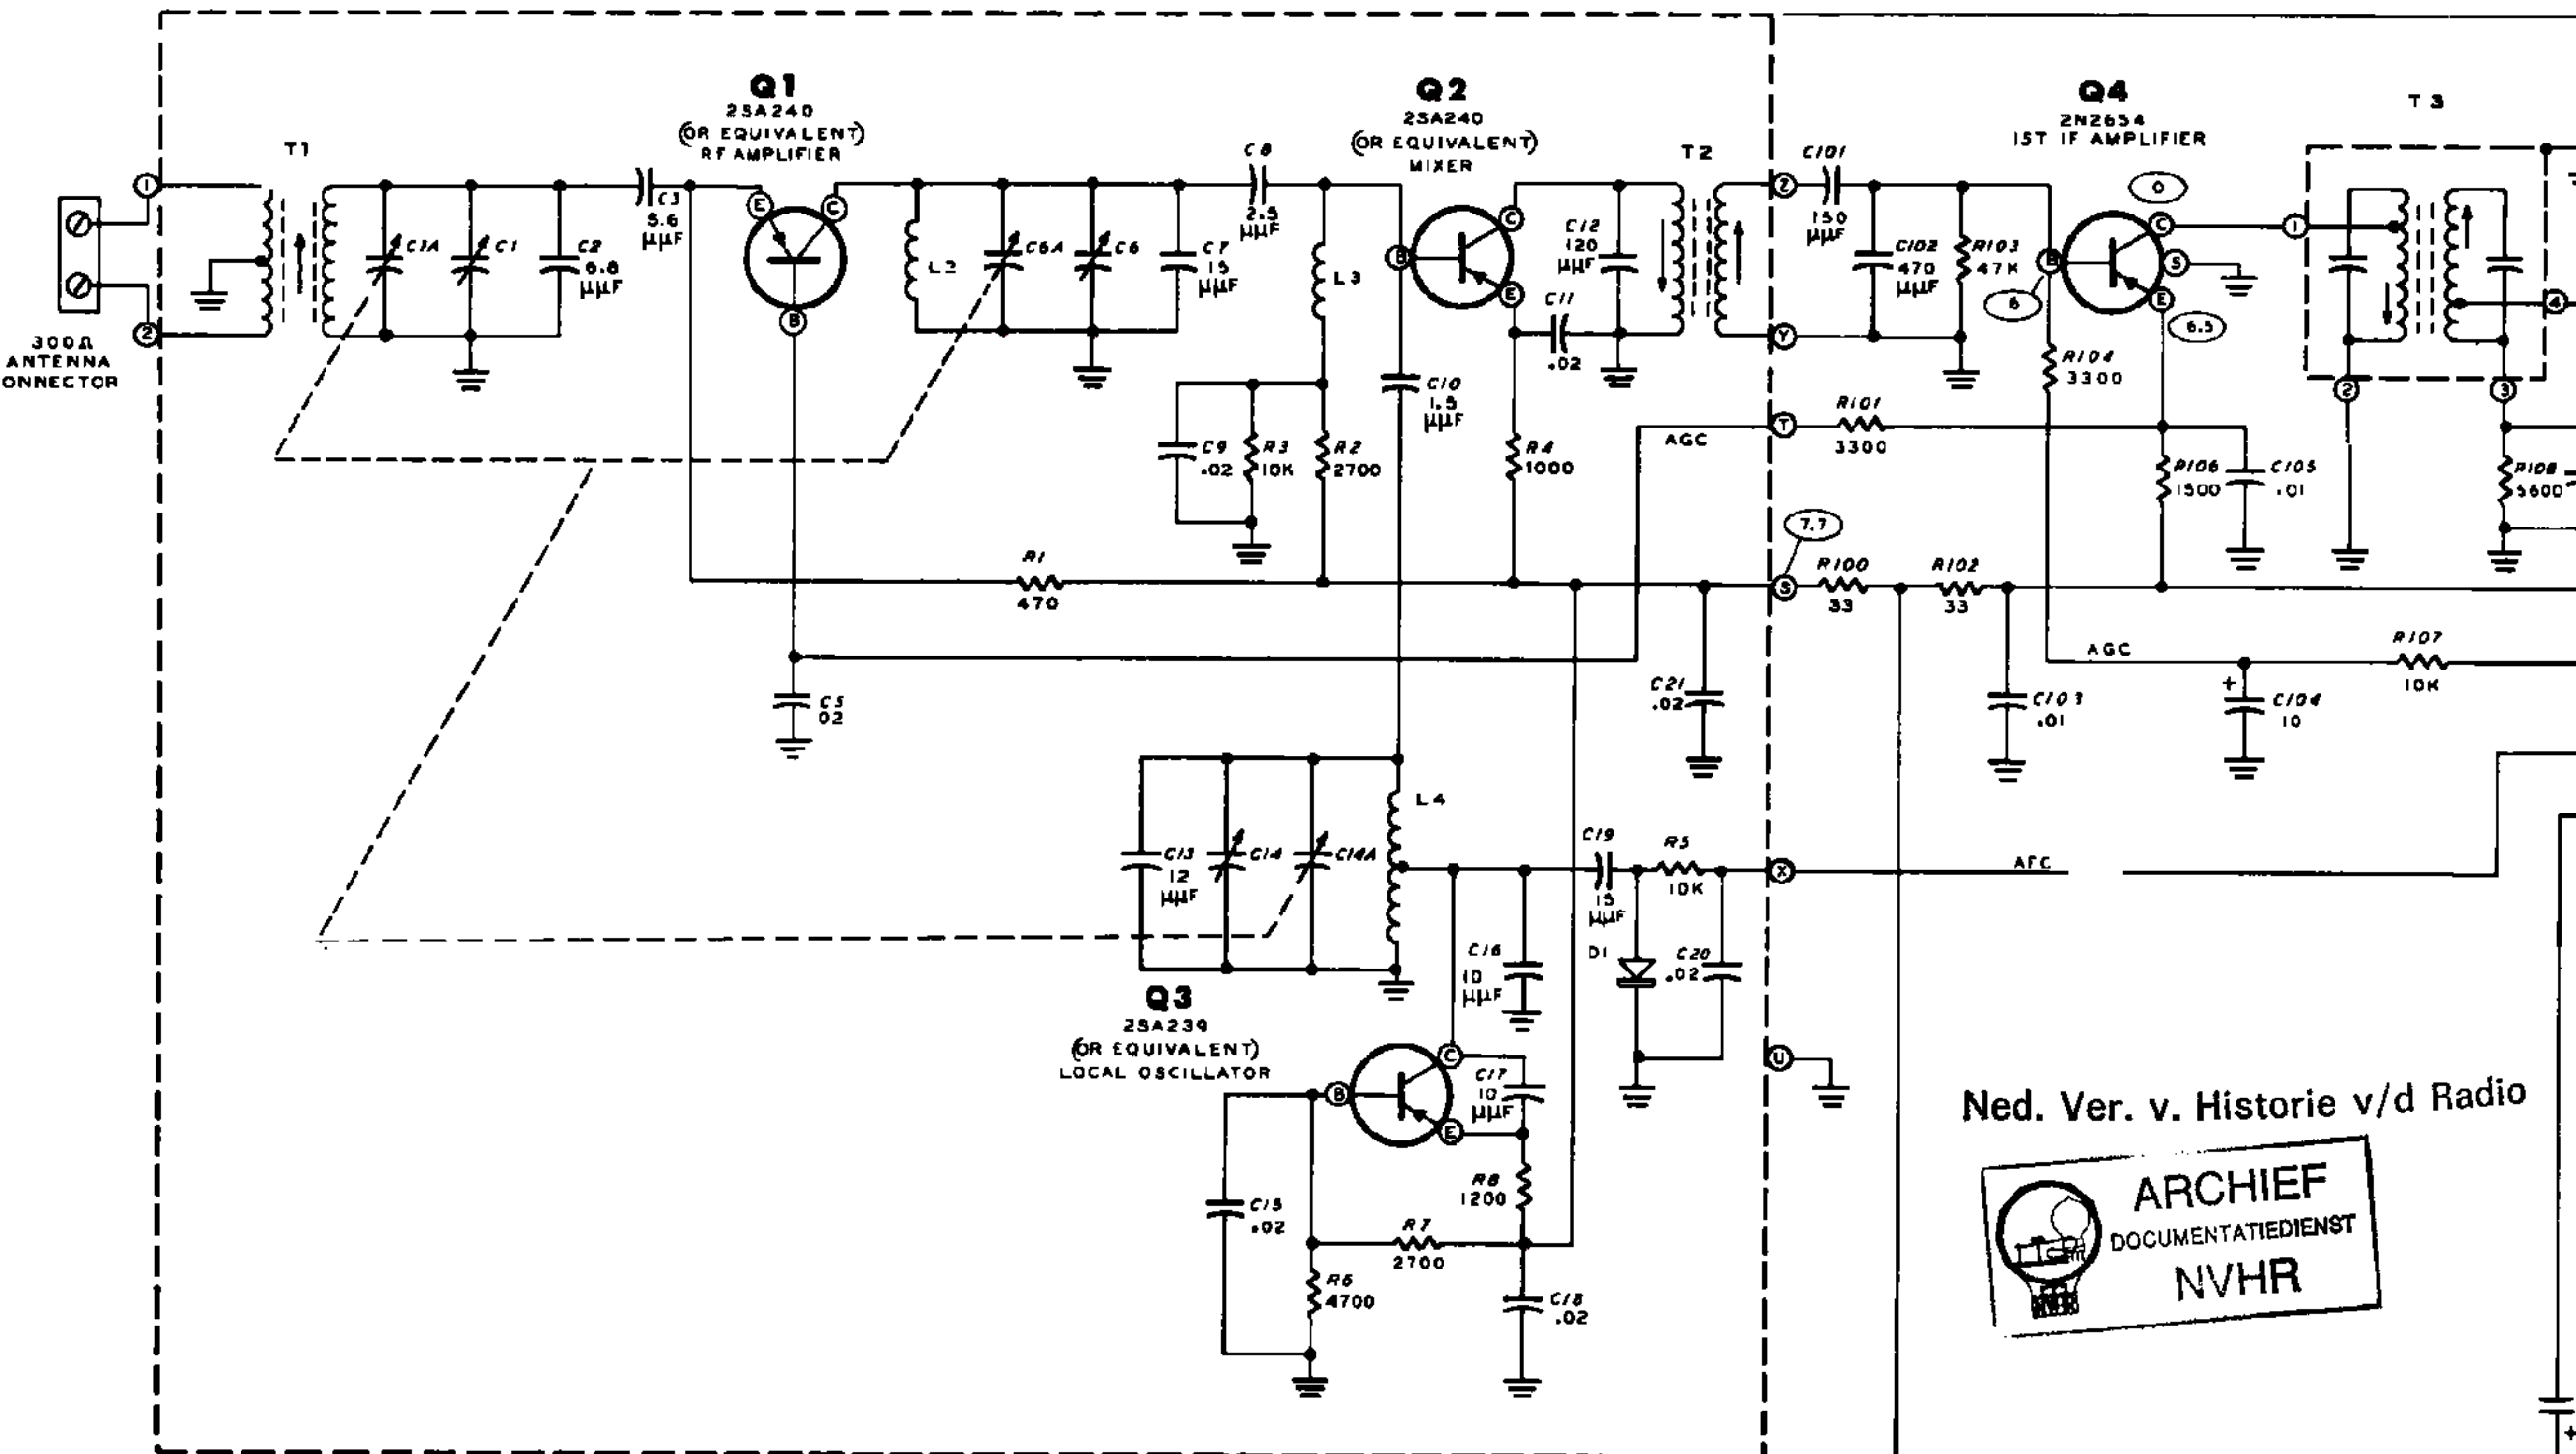 Q1
2SA240
(OR EQUIVALENT)
RF AMPLIFIER
Q2
2SA240
(OR EQUIVALENT)
MIXER
Q4
2N2654
1ST IF AMPLIFIER
T3
T1
T2
1
2
300Ω
ANTENNA
ONNECTOR
C1A
C1
C2
6.8
µµF
C3
5.6
µµF
E
C
B
L2
C6A
C6
C7
15
µµF
C8
2.5
µµF
L3
B
C
E
C12
120
µµF
C11
.02
Z
Y
C101
150
µµF
C102
470
µµF
R103
47K
0
C
B
S
E
6
6.5
1
4
2
3
R104
3300
C10
1.5
µµF
C9
.02
R3
10K
R2
2700
R4
1000
AGC
T
R101
3300
R106
1500
C105
.01
R108
5600
7.7
R1
470
S
R100
33
R102
33
AGC
R107
10K
C5
02
C21
.02
C103
.01
+
C104
10
L4
C13
12
µµF
C14
C14A
C19
15
µµF
R5
10K
X
AFC
C16
10
µµF
D1
C20
.02
Q3
2SA239
(OR EQUIVALENT)
LOCAL OSCILLATOR
B
C
E
C17
10
µµF
U
R8
1200
C15
.02
R7
2700
R6
4700
C18
.02
Ned. Ver. v. Historie v/d Radio
ARCHIEF
DOCUMENTATIEDIENST
NVHR
+